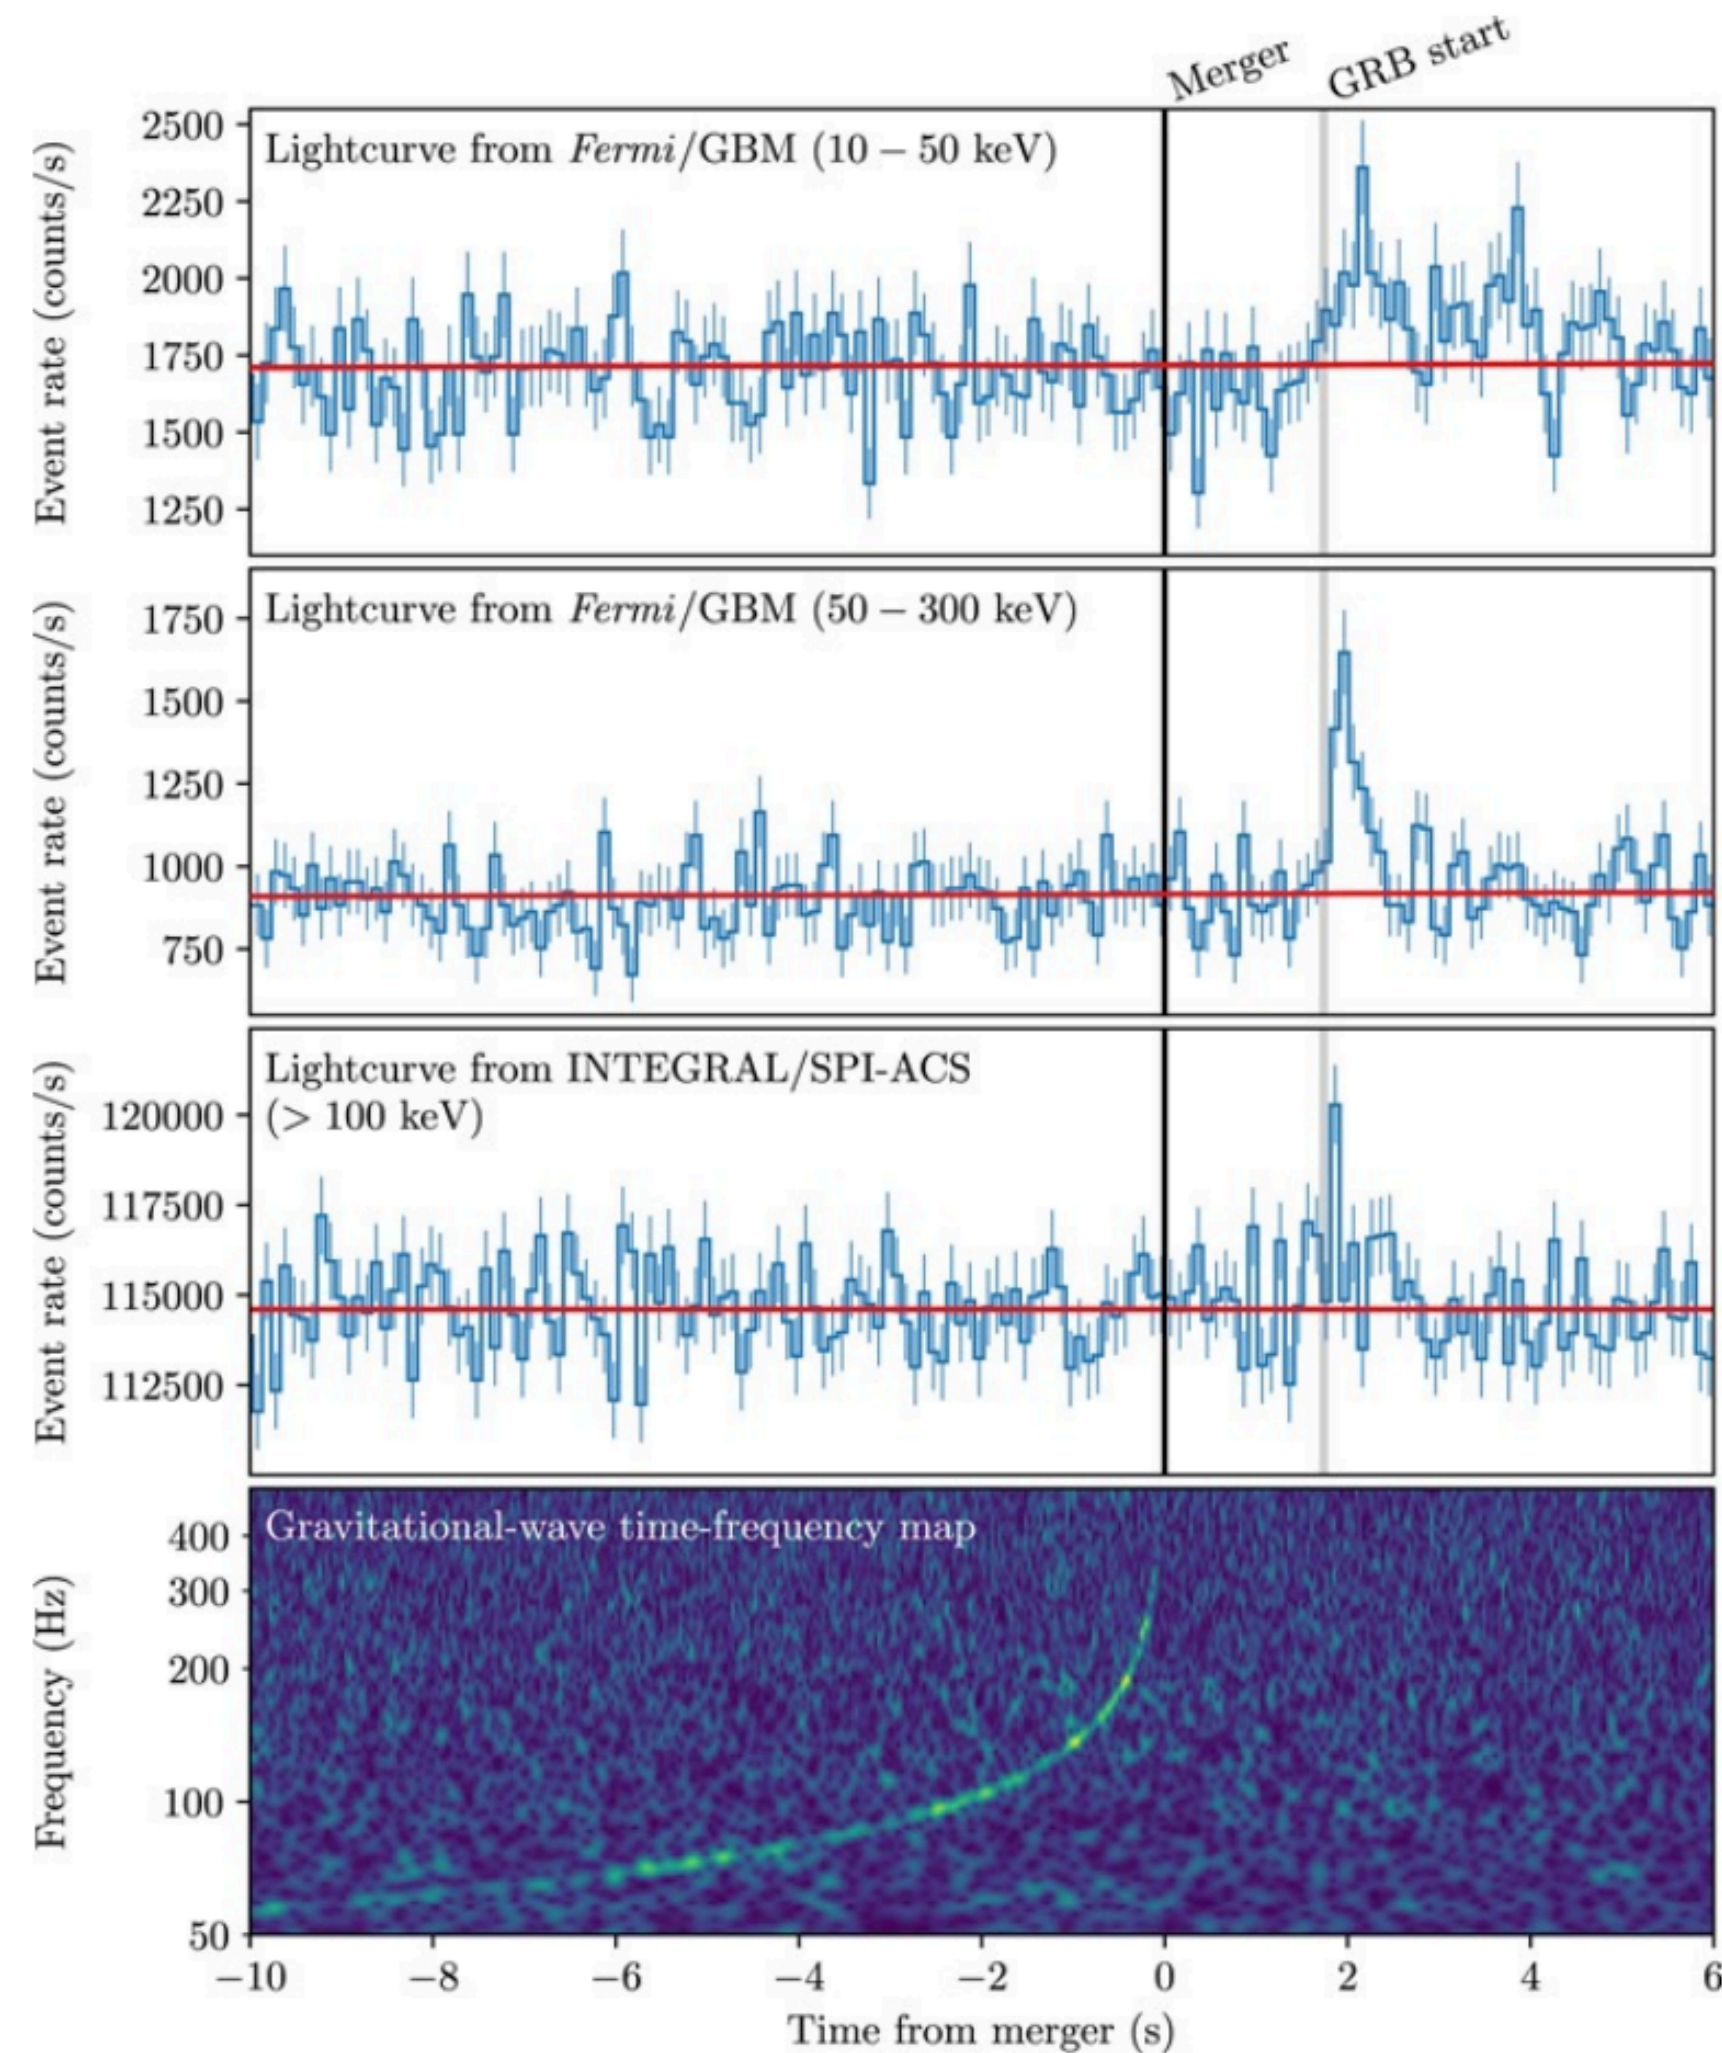 Merger GRB start
Event rate (counts/s)
2500
2250
2000
1750
1500
1250
Lightcurve from Fermi/GBM (10 – 50 keV)
Event rate (counts/s)
1750
1500
1250
1000
750
Lightcurve from Fermi/GBM (50 – 300 keV)
Event rate (counts/s)
120000
117500
115000
112500
Lightcurve from INTEGRAL/SPI-ACS
(> 100 keV)
Frequency (Hz)
400
300
200
100
50
Gravitational-wave time-frequency map
−10 −8 −6 −4 −2 0 2 4 6
Time from merger (s)